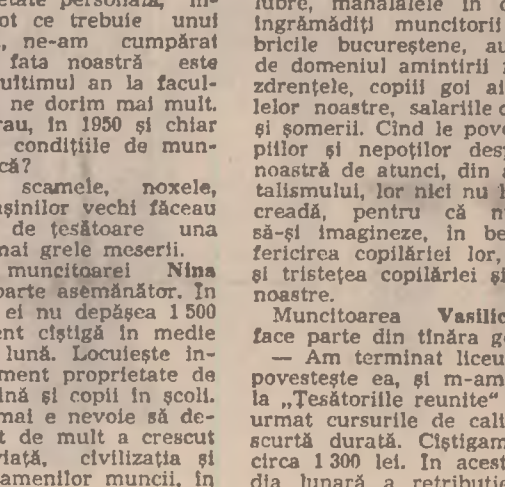 ot ce trebuie unui
ne-am cumpărat
fata noastră este
ultimul an la facul-
ne dorim mai mult.
rau, în 1950 și chiar
condițiile de mun-
că?
scamele, noxele,
așinilor vechi făceau
de țesătoare una
mai grele meserii.
muncitoarei Nina
parte asemănător. În
ei nu depășea 1 500
ent cîștigă în medie
lună. Locuiește în-
ment proprietate de
ină și copii în școli.
mai e nevoie să de-
t de mult a crescut
viață, civilizația și
amenilor muncii, în
lubre, mahalalele în
îngrămădiți muncitorii
bricile bucureștene, au
de domeniul amintirii
zdrențele, copiii goi ai
lelor noastre, salariile
și șomerii. Cînd le pove
piilor și nepoților des
noastră de atunci, din
talismului, lor nici nu
creadă, pentru că
să-și imagineze, în be
fericirea copilăriei lor,
și tristețea copilăriei și
noastre.
Muncitoarea Vasilic
face parte din tînăra g
— Am terminat liceu
povestește ea, și m-am
la „Țesătoriile reunite“
urmat cursurile de cali
scurtă durată. Cîștigam
circa 1 300 lei. În acest
dia lunară a retribuție